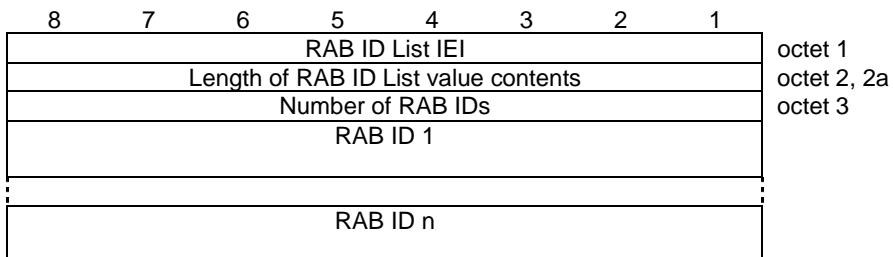 8 7 6 5 4 3 2 1
RAB ID List IEI octet 1
Length of RAB ID List value contents octet 2, 2a
Number of RAB IDs octet 3
RAB ID 1
RAB ID n